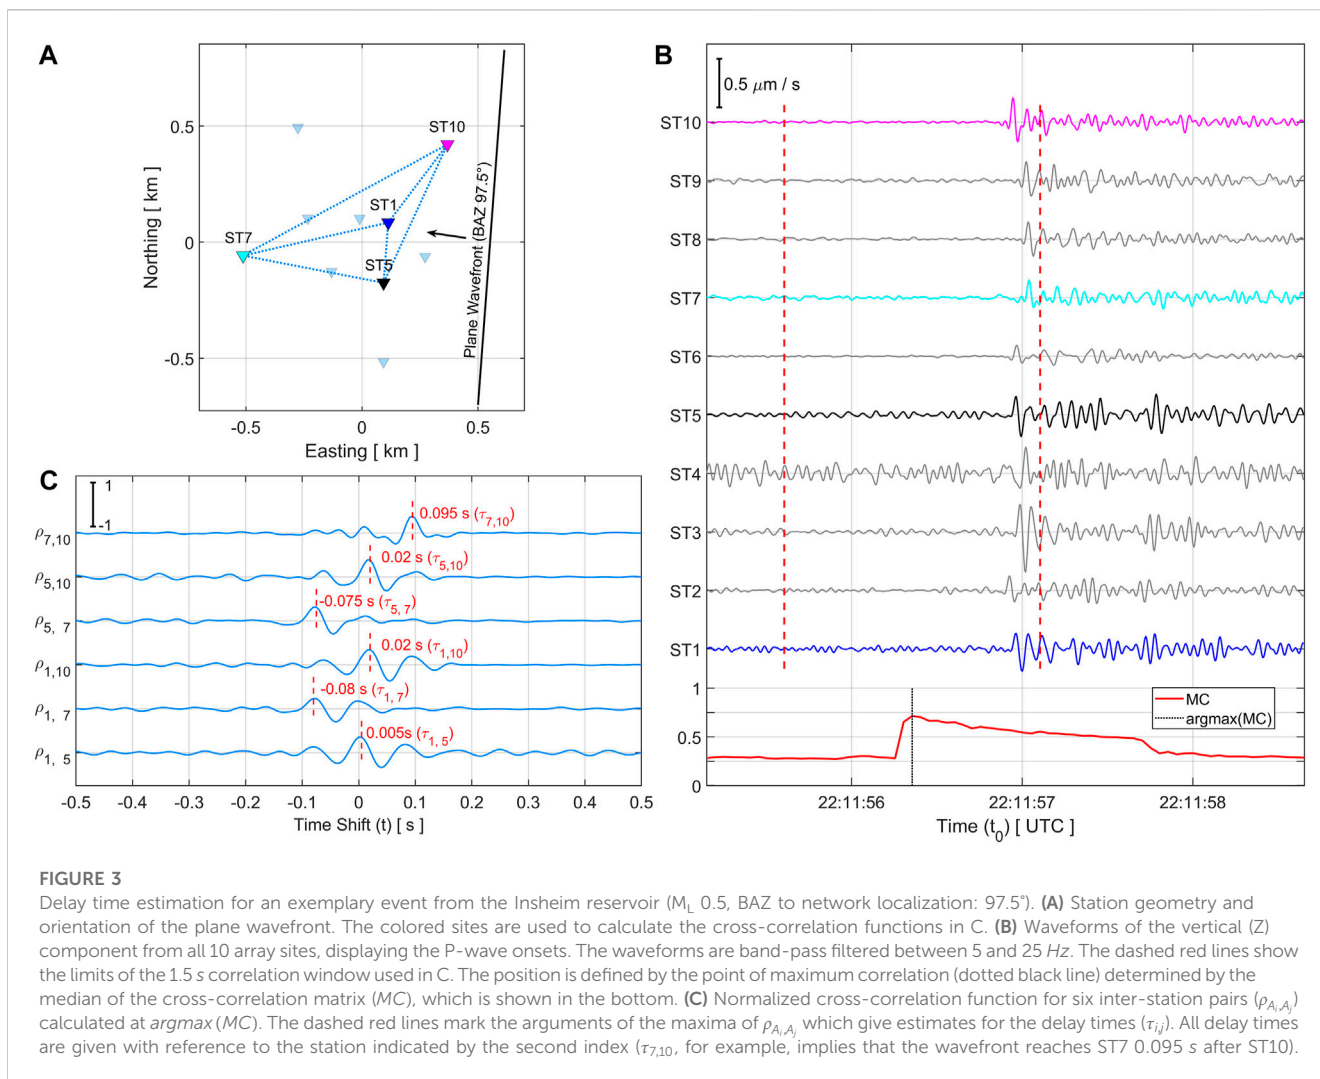 A
0.5
0
-0.5
-0.5
0
0.5
Northing [ km ]
Easting [ km ]
ST10
ST1
ST7
ST5
Plane Wavefront (BAZ 97.5°)
B
0.5 μm / s
ST10
ST9
ST8
ST7
ST6
ST5
ST4
ST3
ST2
ST1
1
0.5
0
MC
argmax(MC)
22:11:56
22:11:57
22:11:58
Time (t0) [ UTC ]
C
1
-1
ρ7,10
0.095 s (τ7,10)
ρ5,10
0.02 s (τ5,10)
ρ5, 7
-0.075 s (τ5, 7)
ρ1,10
0.02 s (τ1,10)
ρ1, 7
-0.08 s (τ1, 7)
ρ1, 5
0.005s (τ1, 5)
-0.5 -0.4 -0.3 -0.2 -0.1 0 0.1 0.2 0.3 0.4 0.5
Time Shift (t) [ s ]
FIGURE 3
Delay time estimation for an exemplary event from the Insheim reservoir (ML 0.5, BAZ to network localization: 97.5°). (A) Station geometry and
orientation of the plane wavefront. The colored sites are used to calculate the cross-correlation functions in C. (B) Waveforms of the vertical (Z)
component from all 10 array sites, displaying the P-wave onsets. The waveforms are band-pass filtered between 5 and 25 Hz. The dashed red lines show
the limits of the 1.5 s correlation window used in C. The position is defined by the point of maximum correlation (dotted black line) determined by the
median of the cross-correlation matrix (MC), which is shown in the bottom. (C) Normalized cross-correlation function for six inter-station pairs (ρAi,Aj)
calculated at argmax (MC). The dashed red lines mark the arguments of the maxima of ρAi,Aj which give estimates for the delay times (τi,j). All delay times
are given with reference to the station indicated by the second index (τ7,10, for example, implies that the wavefront reaches ST7 0.095 s after ST10).